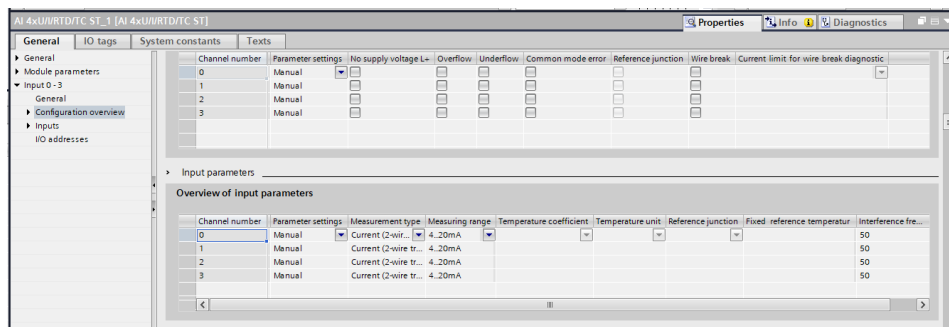 AI 4xU/I/RTD/TC ST_1 [AI 4xU/I/RTD/TC ST]
Properties Info Diagnostics
General IO tags System constants Texts
General
Module parameters
Input 0 - 3
General
Configuration overview
Inputs
I/O addresses
Channel number Parameter settings No supply voltage L+ Overflow Underflow Common mode error Reference junction Wire break Current limit for wire break diagnostic
0 Manual
1 Manual
2 Manual
3 Manual
Input parameters
Overview of input parameters
Channel number Parameter settings Measurement type Measuring range Temperature coefficient Temperature unit Reference junction Fixed reference temperatur Interference fre...
0 Manual Current (2-wir... 4..20mA 50
1 Manual Current (2-wire tr... 4..20mA 50
2 Manual Current (2-wire tr... 4..20mA 50
3 Manual Current (2-wire tr... 4..20mA 50